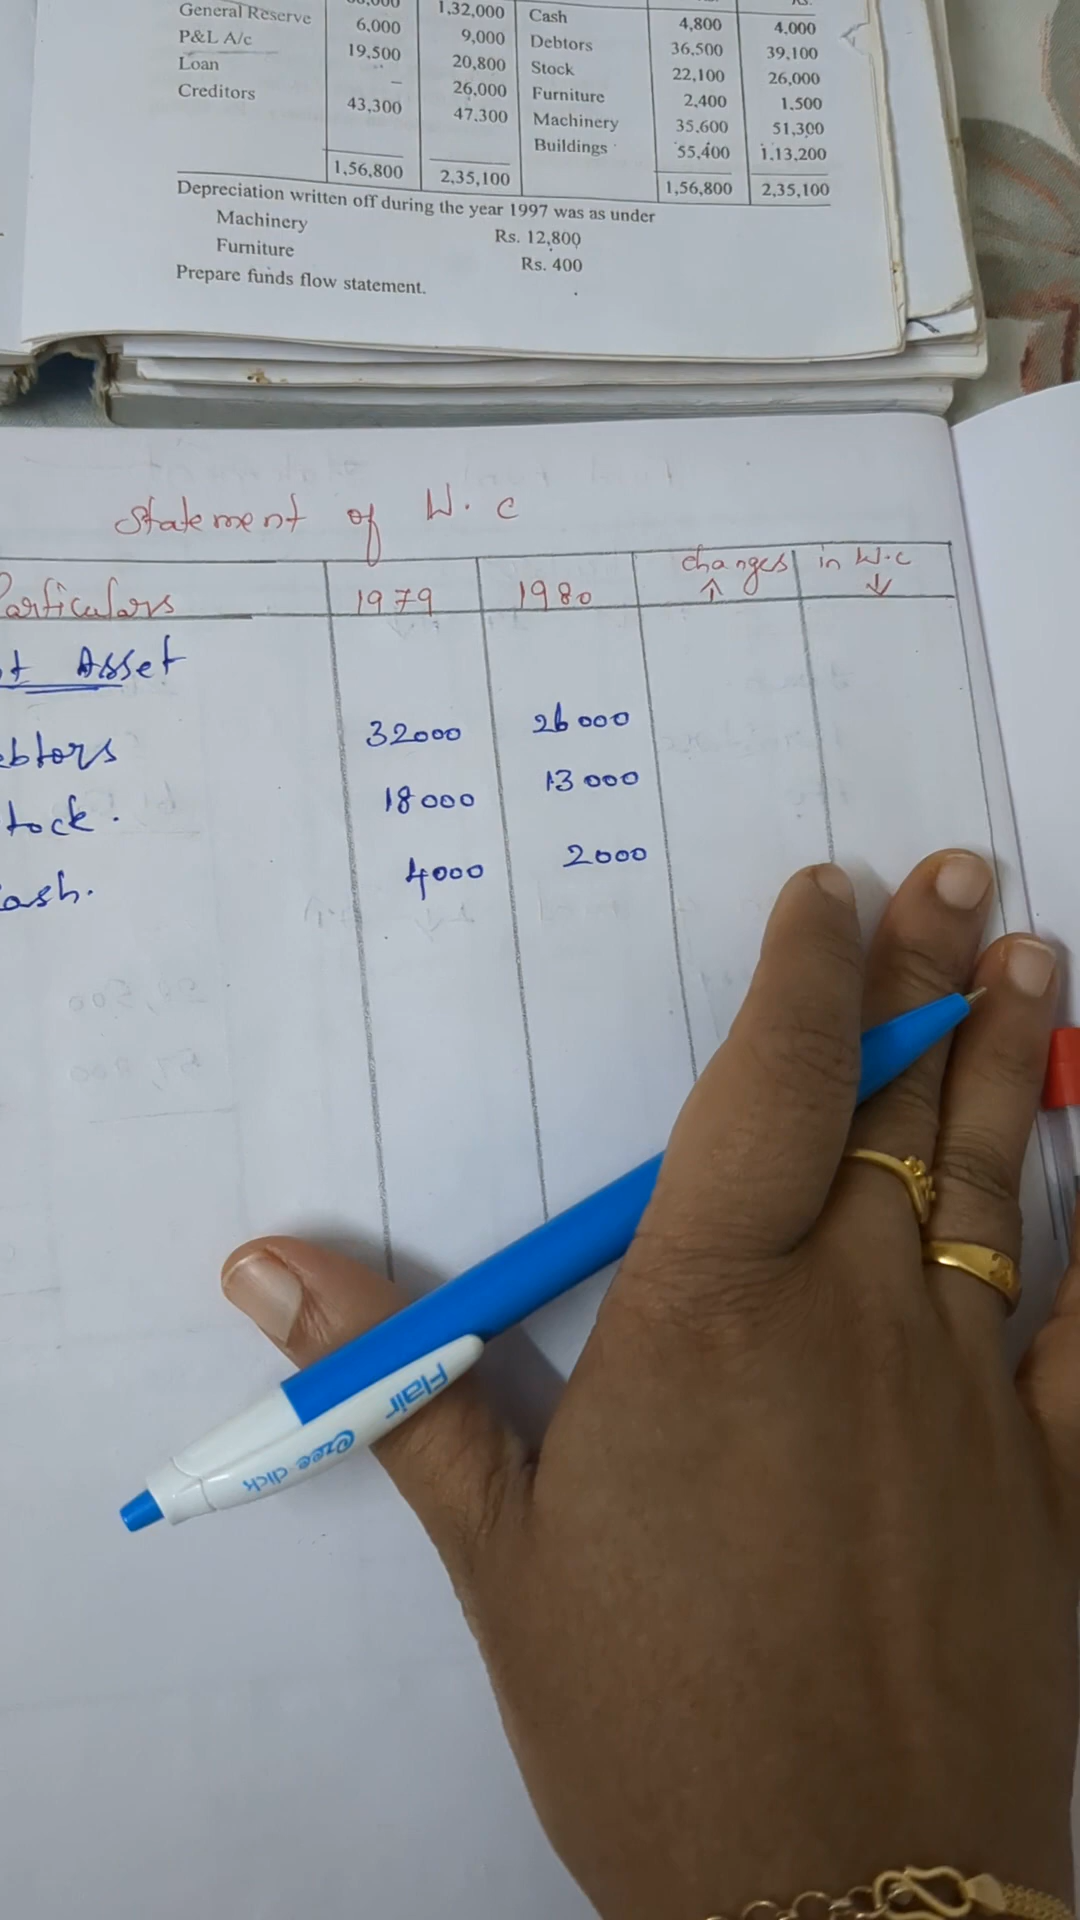 General Reserve 6,000 1,32,000 Cash 4,800 4,000
P&L A/c 19,500 9,000 Debtors 36,500 39,100
Loan – 20,800 Stock 22,100 26,000
Creditors 43,300 26,000 Furniture 2,400 1,500
47,300 Machinery 35,600 51,300
Buildings 55,400 1,13,200
1,56,800 2,35,100 1,56,800 2,35,100
Depreciation written off during the year 1997 was as under
Machinery Rs. 12,800
Furniture Rs. 400
Prepare funds flow statement.
Statement of W.C
Particulars 1979 1980 changes in W.C
↑ ↓
t Asset
ebtors 32000 26000
tock. 18000 13000
ash. 4000 2000
Flair
Ezee click